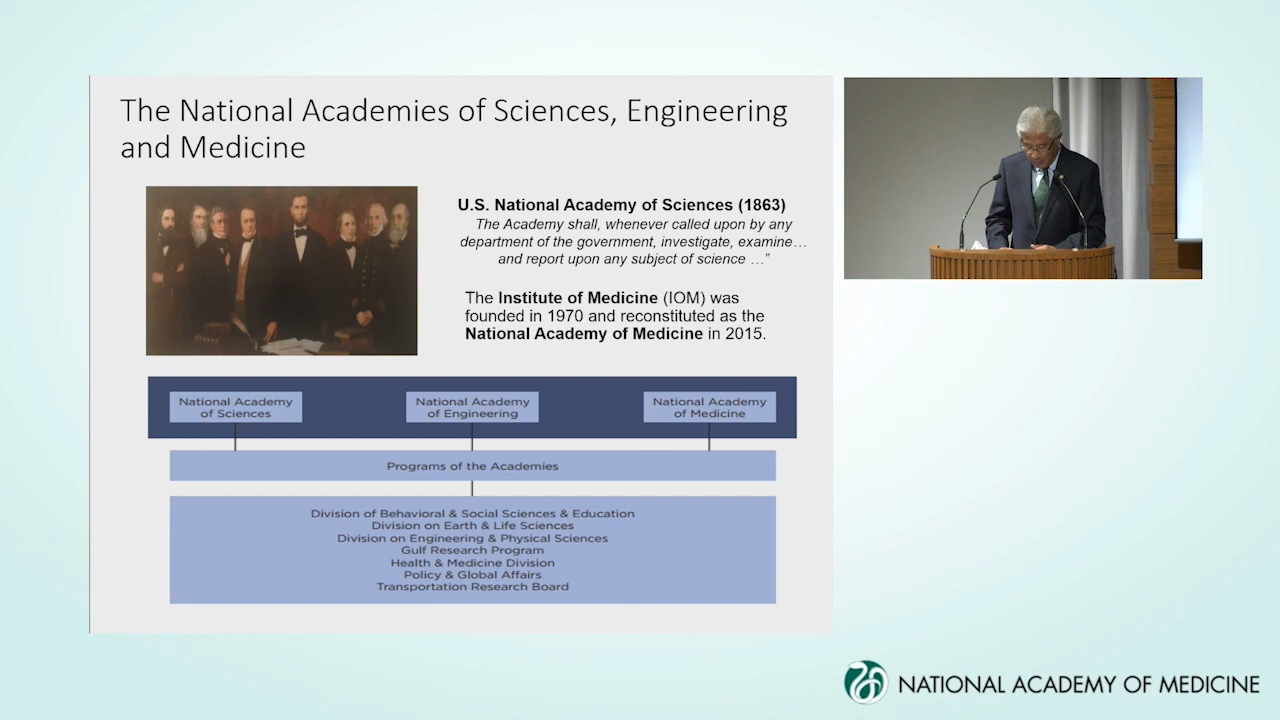 The National Academies of Sciences, Engineering
and Medicine
U.S. National Academy of Sciences (1863)
The Academy shall, whenever called upon by any
department of the government, investigate, examine…
and report upon any subject of science …”
The Institute of Medicine (IOM) was
founded in 1970 and reconstituted as the
National Academy of Medicine in 2015.
National Academy
of Sciences
National Academy
of Engineering
National Academy
of Medicine
Programs of the Academies
Division of Behavioral & Social Sciences & Education
Division on Earth & Life Sciences
Division on Engineering & Physical Sciences
Gulf Research Program
Health & Medicine Division
Policy & Global Affairs
Transportation Research Board
NATIONAL ACADEMY OF MEDICINE